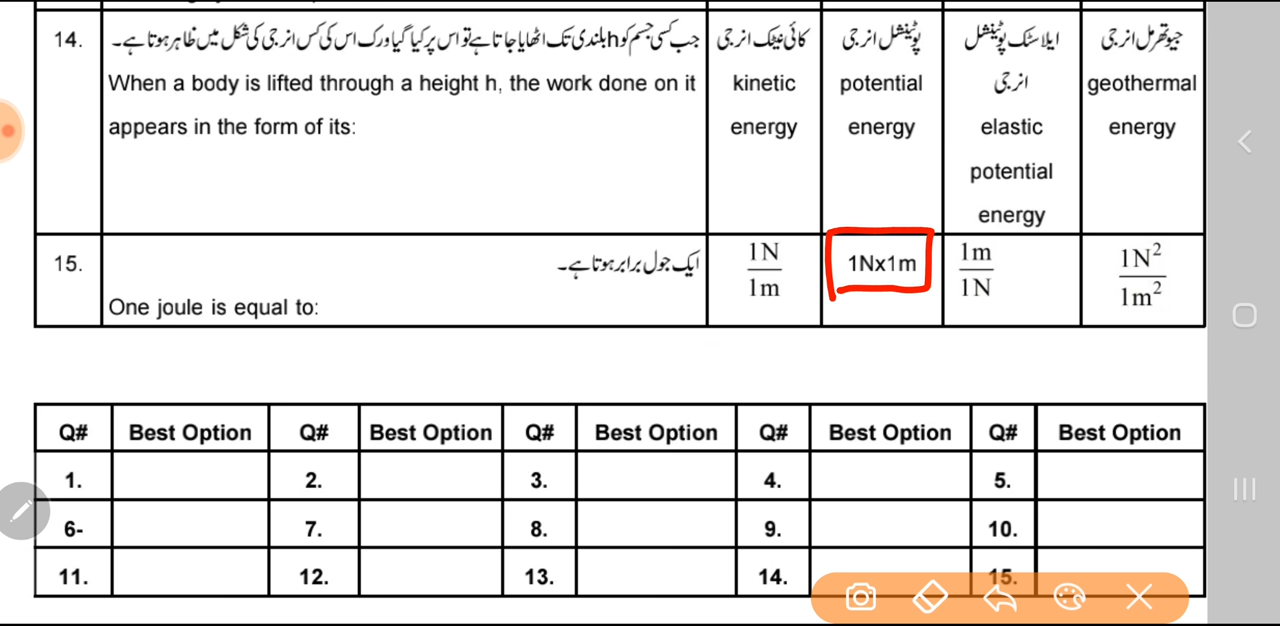 14.
جب کسی جسم کو h بلندی تک اٹھایا جاتا ہے تو اس پر کیا گیا ورک اس کی کس انرجی کی شکل میں ظاہر ہوتا ہے۔
When a body is lifted through a height h, the work done on it
appears in the form of its:
کائی نیٹک انرجی
kinetic
energy
پوٹینشل انرجی
potential
energy
ایلاسٹک پوٹینشل
انرجی
elastic
potential
energy
جیوتھرمل انرجی
geothermal
energy
15.
ایک جول برابر ہوتا ہے۔
One joule is equal to:
1N
1m
1Nx1m
1m
1N
1N²
1m²
Q# Best Option Q# Best Option Q# Best Option Q# Best Option Q# Best Option
1. 2. 3. 4. 5.
6- 7. 8. 9. 10.
11. 12. 13. 14. 15.